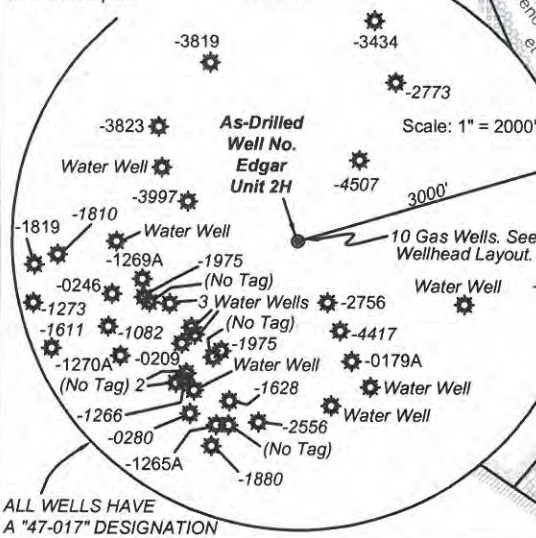 -3819
-3434
-2773
-3823
As-Drilled
Well No.
Edgar
Unit 2H
Scale: 1" = 2000'
Water Well
-4507
-3997
3000'
-1810
-1819
Water Well
10 Gas Wells. See
Wellhead Layout.
-1269A
-1975
(No Tag)
-0246
Water Well
3 Water Wells
-1273
-2756
(No Tag)
-1611
-1082
-4417
-1975
-1270A
-0209
-0179A
Water Well
(No Tag) 2
Water Well
-1628
-1266
Water Well
-0280
-2556
(No Tag)
-1265A
-1880
ALL WELLS HAVE
A "47-017" DESIGNATION